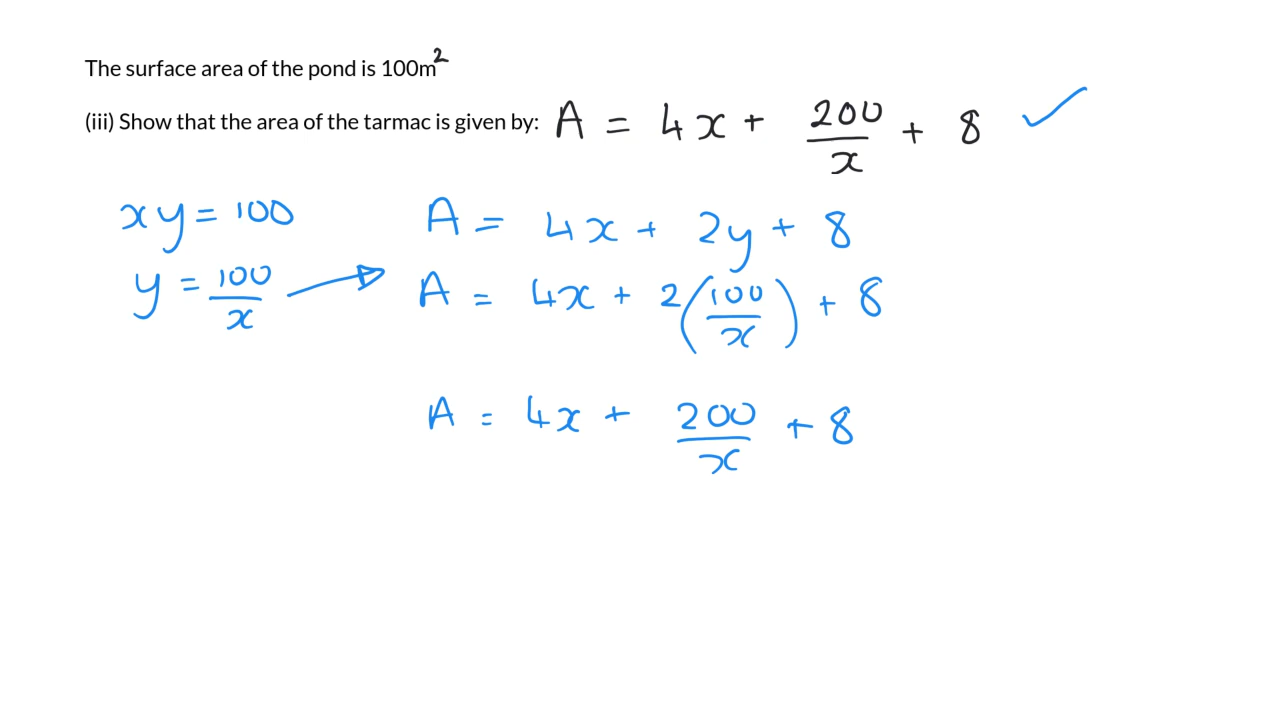 The surface area of the pond is 100m²
(iii) Show that the area of the tarmac is given by: A = 4x + 200/x + 8 ✓
xy = 100
y = 100/x →
A = 4x + 2y + 8
A = 4x + 2(100/x) + 8
A = 4x + 200/x + 8